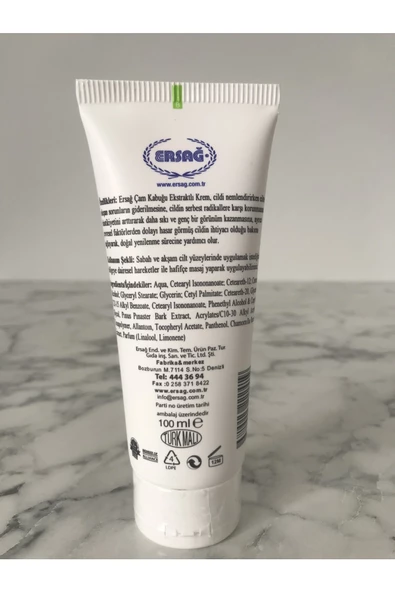 ERSAĞ
www.ersag.com.tr
Ersağ Çam Kabuğu Ekstraktlı Krem, cildi nemlendirirken
sorunların giderilmesine, cildin serbest radikallere karşı
arttırarak daha sıkı ve genç bir görünüm kazanmasına,
faktörlerden dolayı hasar görmüş cildin ihtiyacı olduğu bakımı
doğal yenilenme sürecine yardımcı olur.
Şekli: Sabah ve akşam cilt yüzeylerinde uygulamak
dairesel hareketler ile hafifçe masaj yaparak uygulayabilirsiniz
Aqua, Cetearyl Isononanoate, Ceteareth-12,
Glyceryl Stearate; Glycerin; Cetyl Palmitate; Ceteareth-20,
Alkyl Benzoate, Cetearyl Isononanoate, Phenethyl Alcohol &
Pinus Pinaster Bark Extract, Acrylates/C10-30 Alkyl
Allantoin, Tocopheryl Acetate, Panthenol,
Parfum (Linalool, Limonene)
Ersağ End. ve Kim. Tem. Ürün Paz. Tur.
Gıda inş. San. ve Tic. Ltd. Şti.
Fabrika&merkez
Bozburun M.7114 S.No:5 Denizli
Tel: 444 36 94
Fax :0 258 371 8422
www.ersag.com.tr
info@ersag.com.tr
Parti no üretim tarihi
ambalaj üzerindedir
100 ml e
TÜRK MALI
4
LDPE
12M